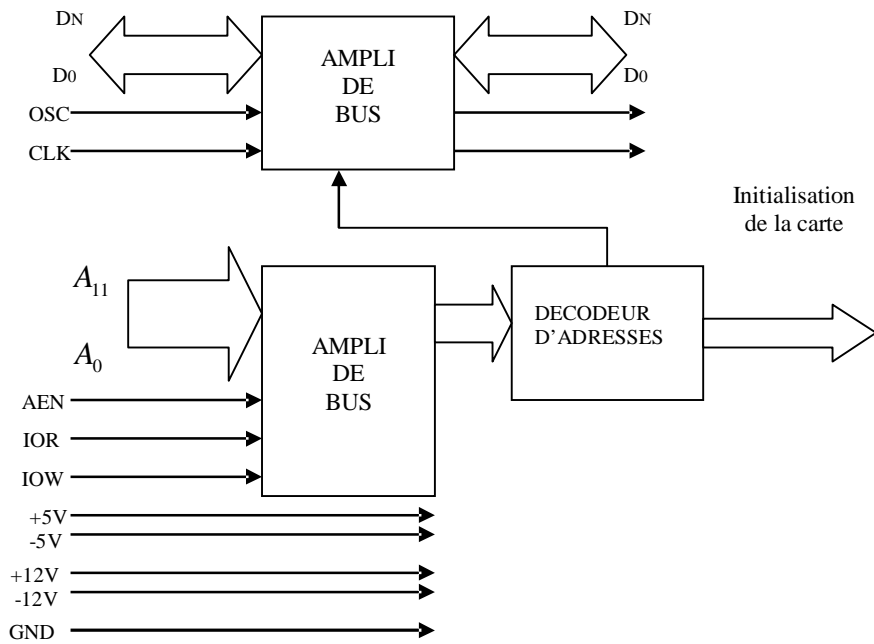 DN
DN
D0
D0
AMPLI
DE
BUS
OSC
CLK
Initialisation
de la carte
A11
A0
AMPLI
DE
BUS
DECODEUR
D'ADRESSES
AEN
IOR
IOW
+5V
-5V
+12V
-12V
GND